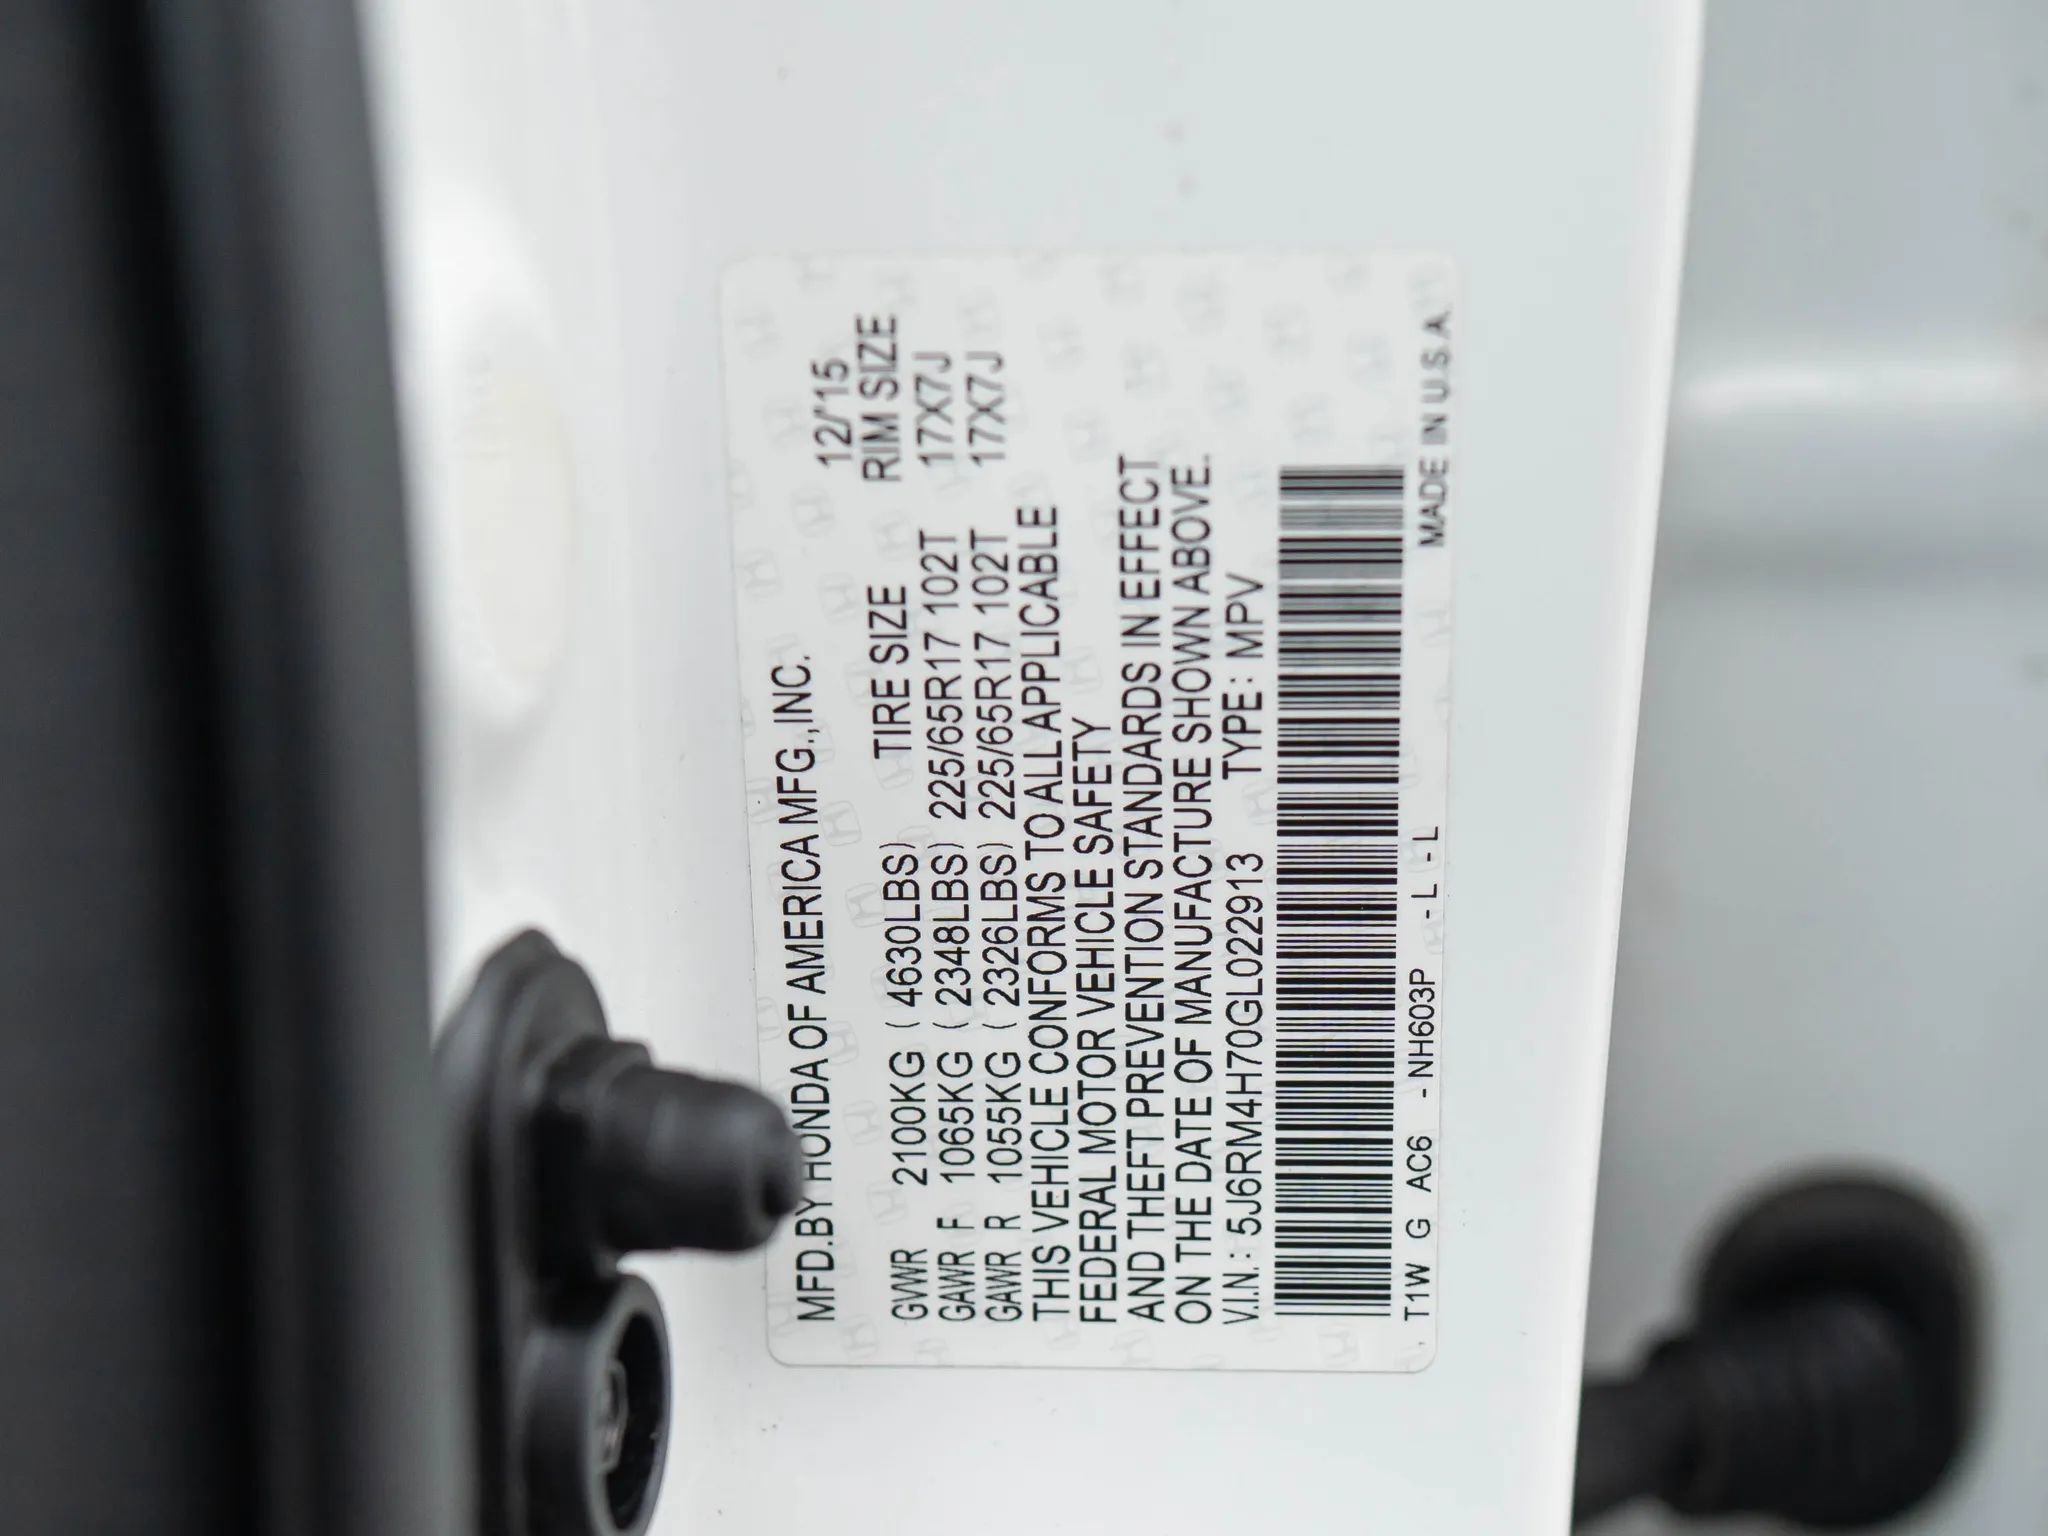 MFD.BY HONDA OF AMERICA MFG.,INC. 12/'15
TIRE SIZE RIM SIZE
GVWR 2100KG ( 4630LBS)
GAWR F 1065KG ( 2348LBS) 225/65R17 102T 17X7J
GAWR R 1055KG ( 2326LBS) 225/65R17 102T 17X7J
THIS VEHICLE CONFORMS TO ALL APPLICABLE
FEDERAL MOTOR VEHICLE SAFETY
AND THEFT PREVENTION STANDARDS IN EFFECT
ON THE DATE OF MANUFACTURE SHOWN ABOVE.
V.I.N.: 5J6RM4H70GL022913 TYPE: MPV
T1W G AC6 -NH603P -L-L MADE IN U.S.A.